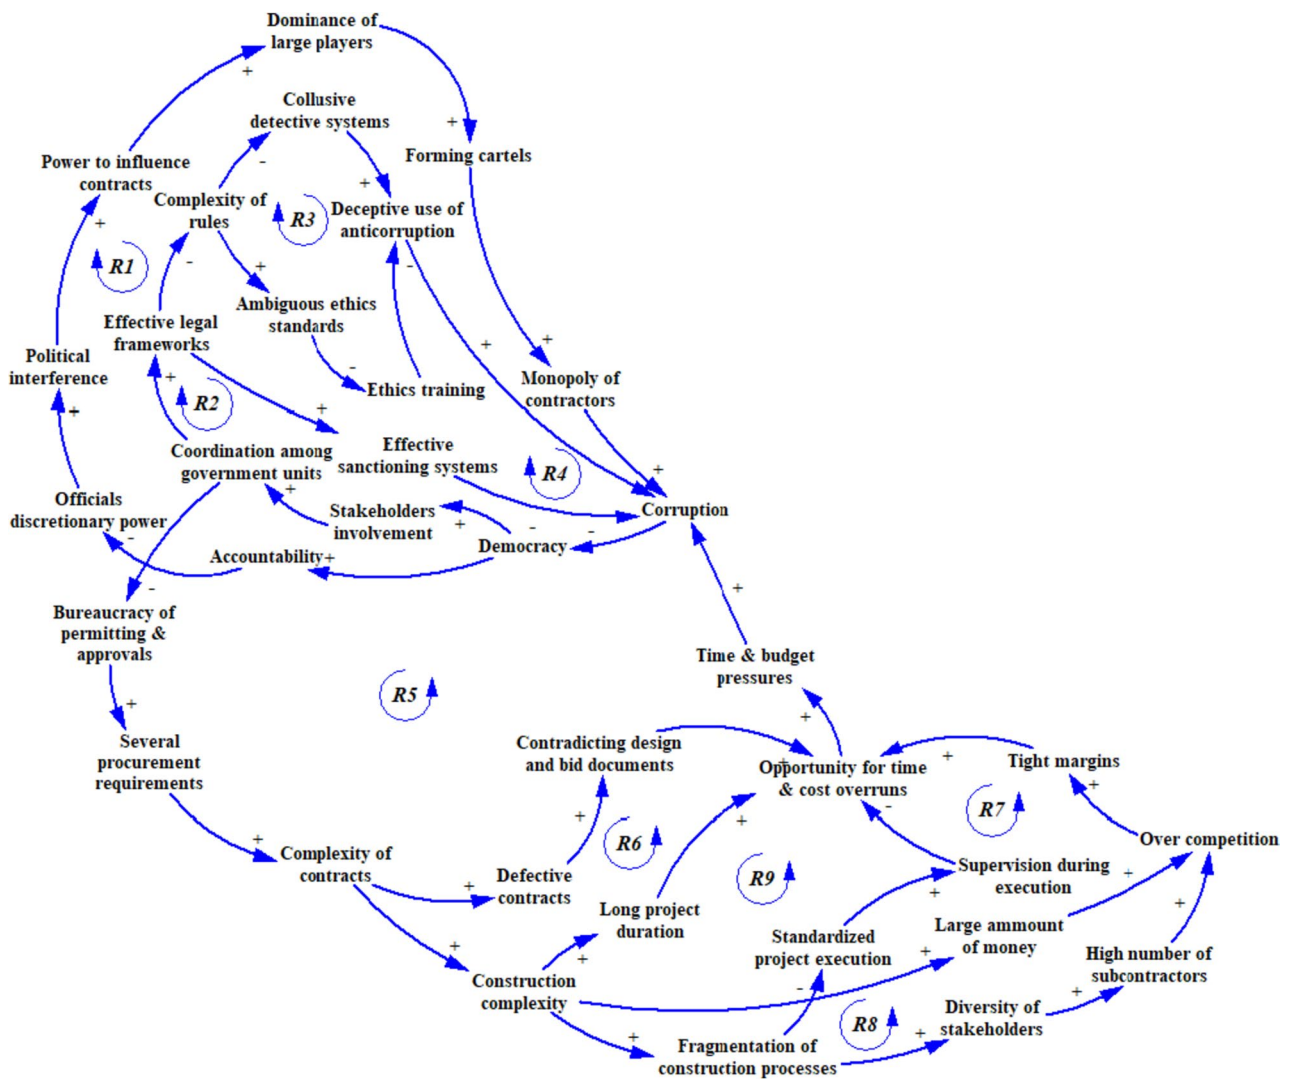 Dominance of
large players
+
Collusive
detective systems
+
-
Forming cartels
Power to influence
contracts
+
Complexity of
rules
R3
Deceptive use of
anticorruption
+
R1
-
+
-
Ambiguous ethics
standards
Effective legal
frameworks
+
+
Political
interference
-
Ethics training
Monopoly of
contractors
+
R2
+
+
Coordination among
government units
Effective
sanctioning systems
R4
+
+
Officials
discretionary power
Stakeholders
involvement
Corruption
-
+
-
-
Democracy
Accountability
+
-
+
Bureaucracy of
permitting &
approvals
Time & budget
pressures
R5
+
+
Several
procurement
requirements
Contradicting design
and bid documents
+
Opportunity for time
& cost overruns
+
Tight margins
+
R7
-
+
+
R6
+
Complexity of
contracts
Over competition
+
Defective
contracts
R9
Supervision during
execution
+
+
Long project
duration
Large ammount
of money
+
Standardized
project execution
+
+
+
High number of
subcontractors
Construction
complexity
-
+
Diversity of
stakeholders
R8
+
+
Fragmentation of
construction processes